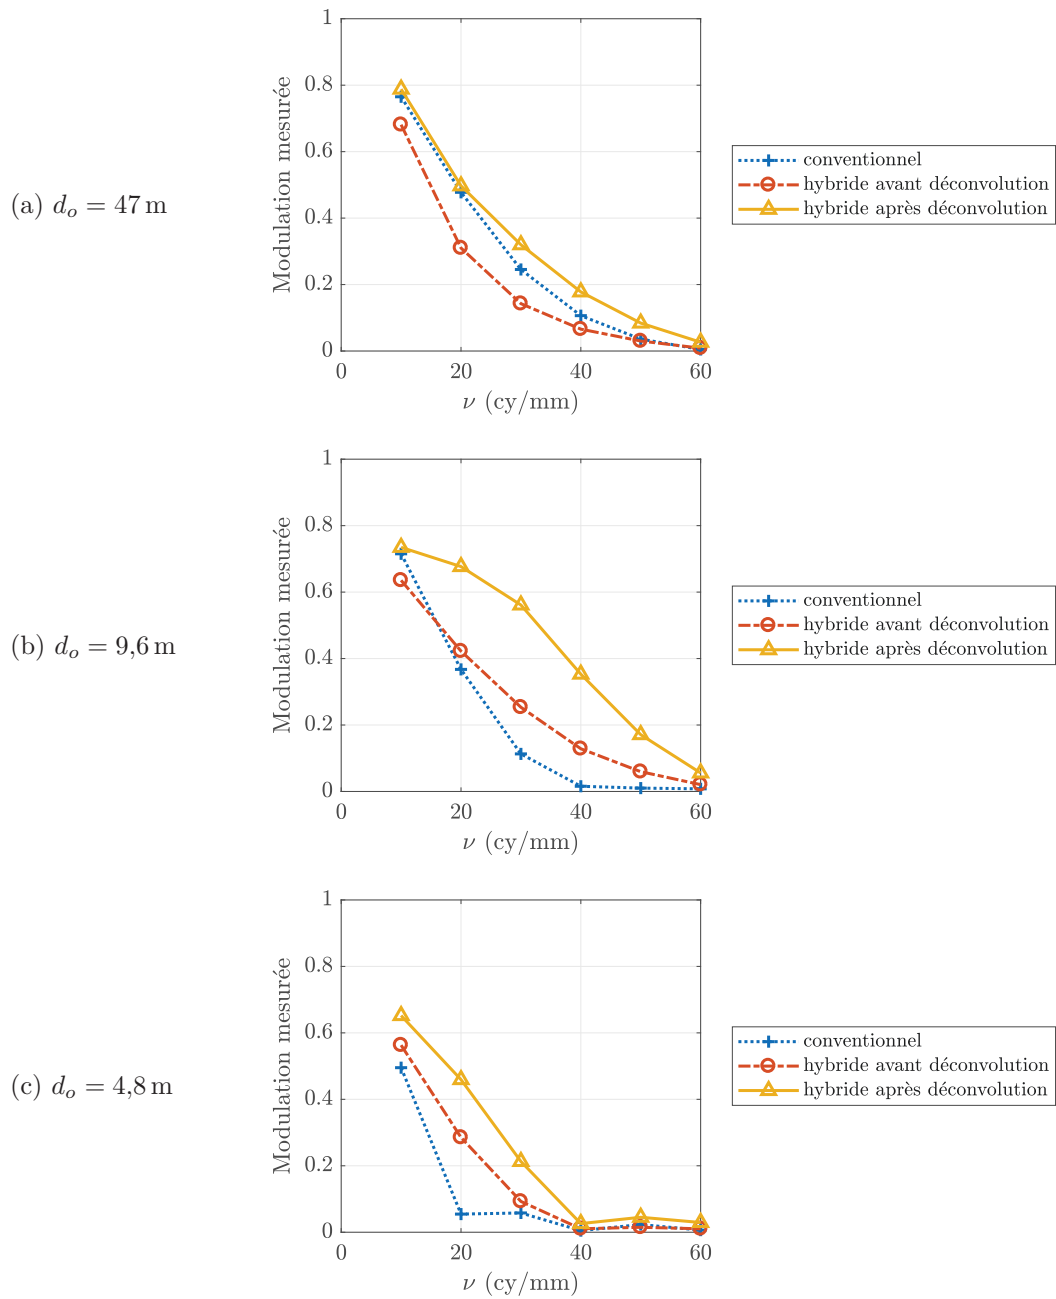 (a) d_o = 47 m
1
0.8
0.6
0.4
0.2
0
0 20 40 60
Modulation mesurée
ν (cy/mm)
conventionnel
hybride avant déconvolution
hybride après déconvolution
(b) d_o = 9,6 m
1
0.8
0.6
0.4
0.2
0
0 20 40 60
Modulation mesurée
ν (cy/mm)
conventionnel
hybride avant déconvolution
hybride après déconvolution
(c) d_o = 4,8 m
1
0.8
0.6
0.4
0.2
0
0 20 40 60
Modulation mesurée
ν (cy/mm)
conventionnel
hybride avant déconvolution
hybride après déconvolution